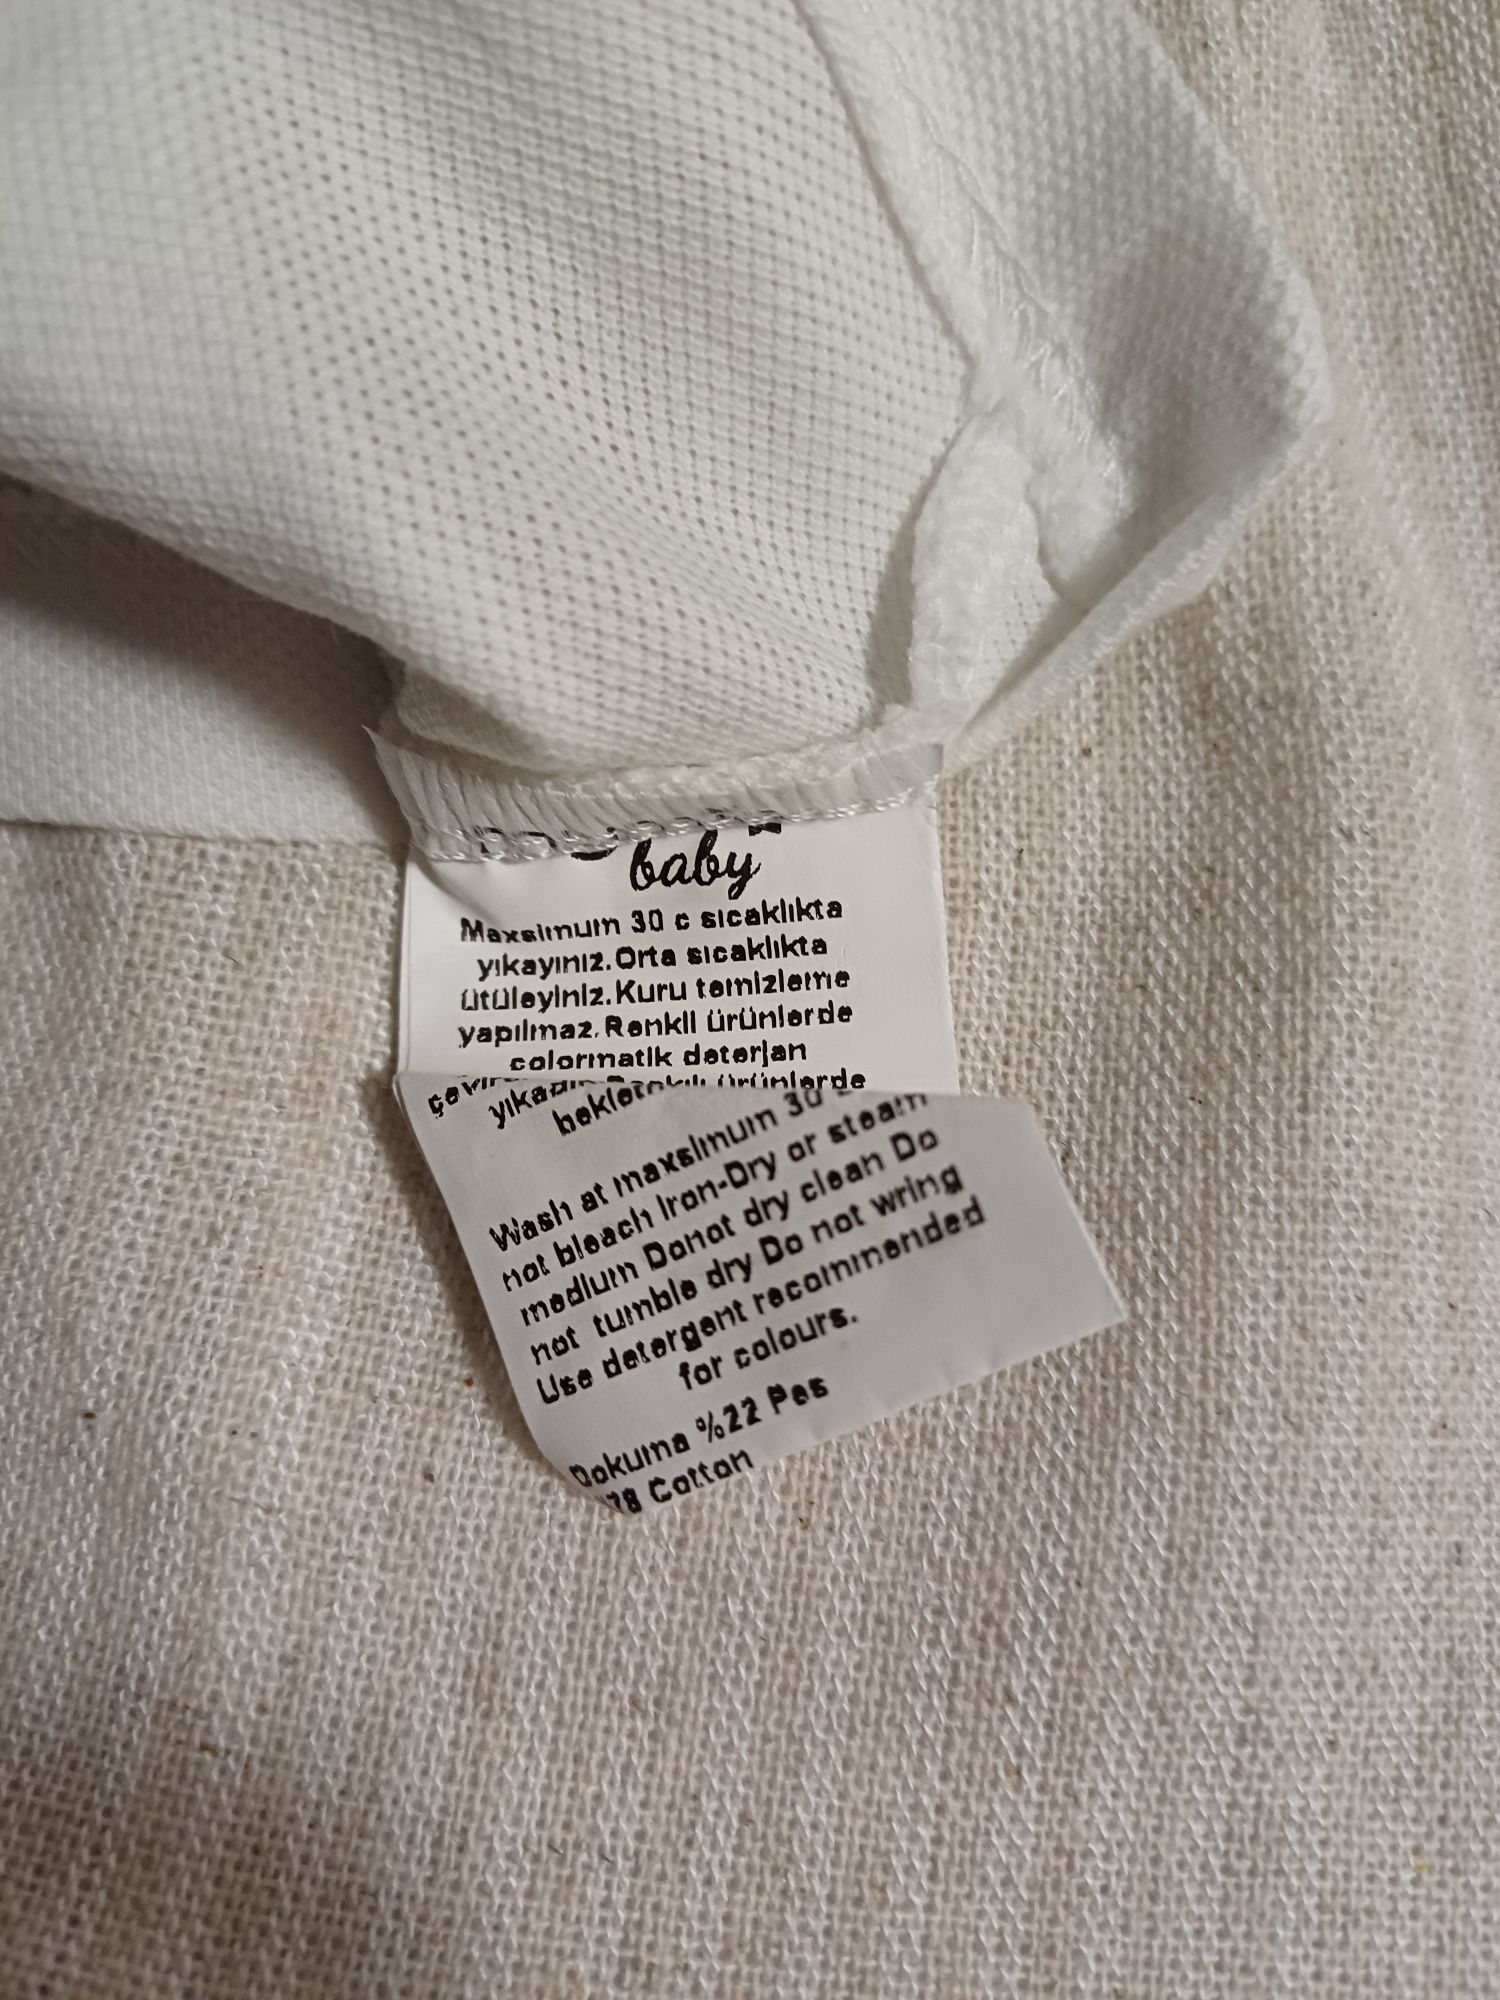 baby
Maxsimum 30 c sıcaklıkta
yıkayınız.Orta sıcaklıkta
ütüleyiniz.Kuru temizleme
yapılmaz.Renkli ürünlerde
colormatik deterjan
ürünlerde
Wash at maxsimum 30
not bleach Iron-Dry or steam
medium Donot dry clean Do
not tumble dry Do not wring
Use detergent recommended
for colours.
Dokuma %22 Pes
78 Cotton